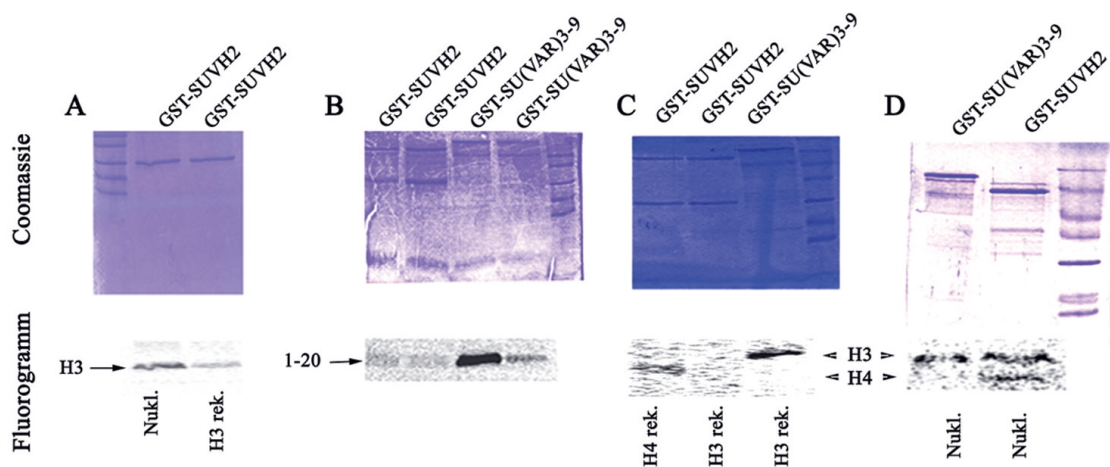 A
GST-SUVH2
GST-SUVH2
B
GST-SUVH2
GST-SUVH2
GST-SU(VAR)3-9
GST-SU(VAR)3-9
C
GST-SUVH2
GST-SUVH2
GST-SU(VAR)3-9
D
GST-SU(VAR)3-9
GST-SUVH2
Coomassie
Fluorogramm
H3
1-20
H3
H4
Nukl.
H3 rek.
H4 rek.
H3 rek.
H3 rek.
Nukl.
Nukl.